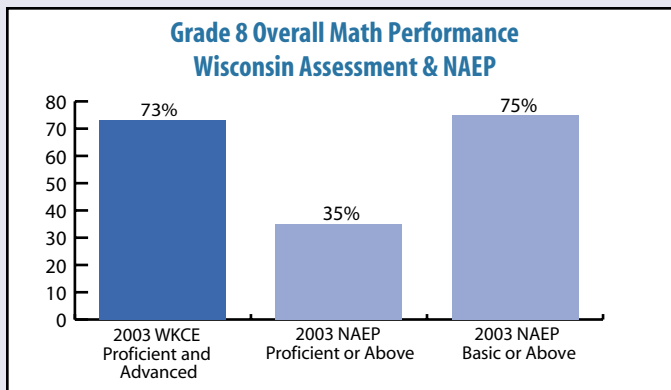 Grade 8 Overall Math Performance
Wisconsin Assessment & NAEP
80
70
60
50
40
30
20
10
0
73%
35%
75%
2003 WKCE
Proficient and
Advanced
2003 NAEP
Proficient or Above
2003 NAEP
Basic or Above